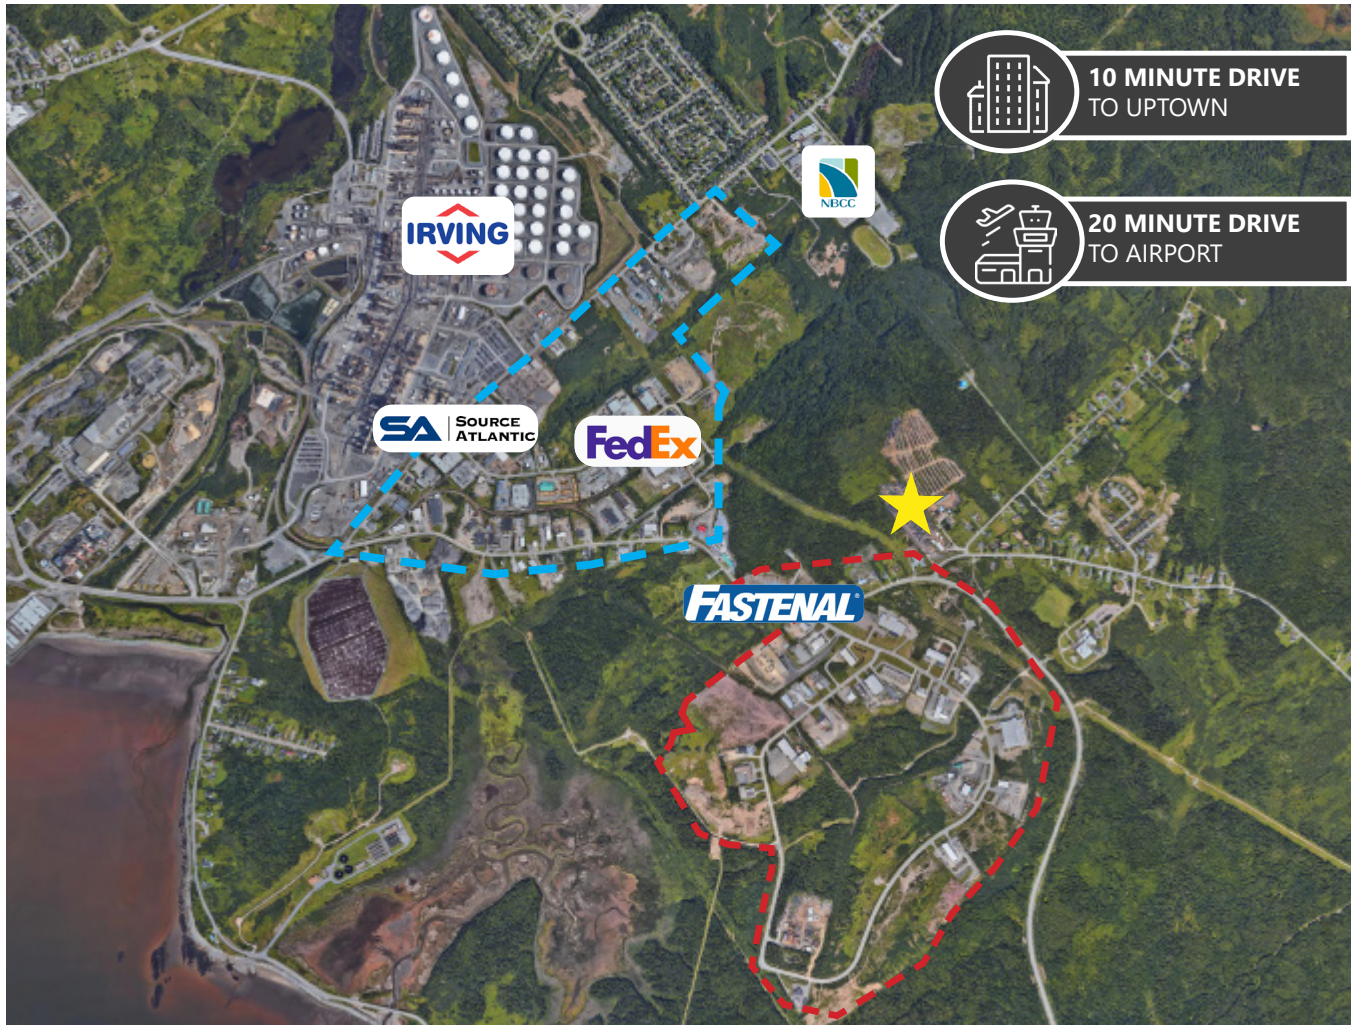 10 MINUTE DRIVE
TO UPTOWN
NBCC
20 MINUTE DRIVE
TO AIRPORT
IRVING
SA SOURCE
ATLANTIC
FedEx
FASTENAL®